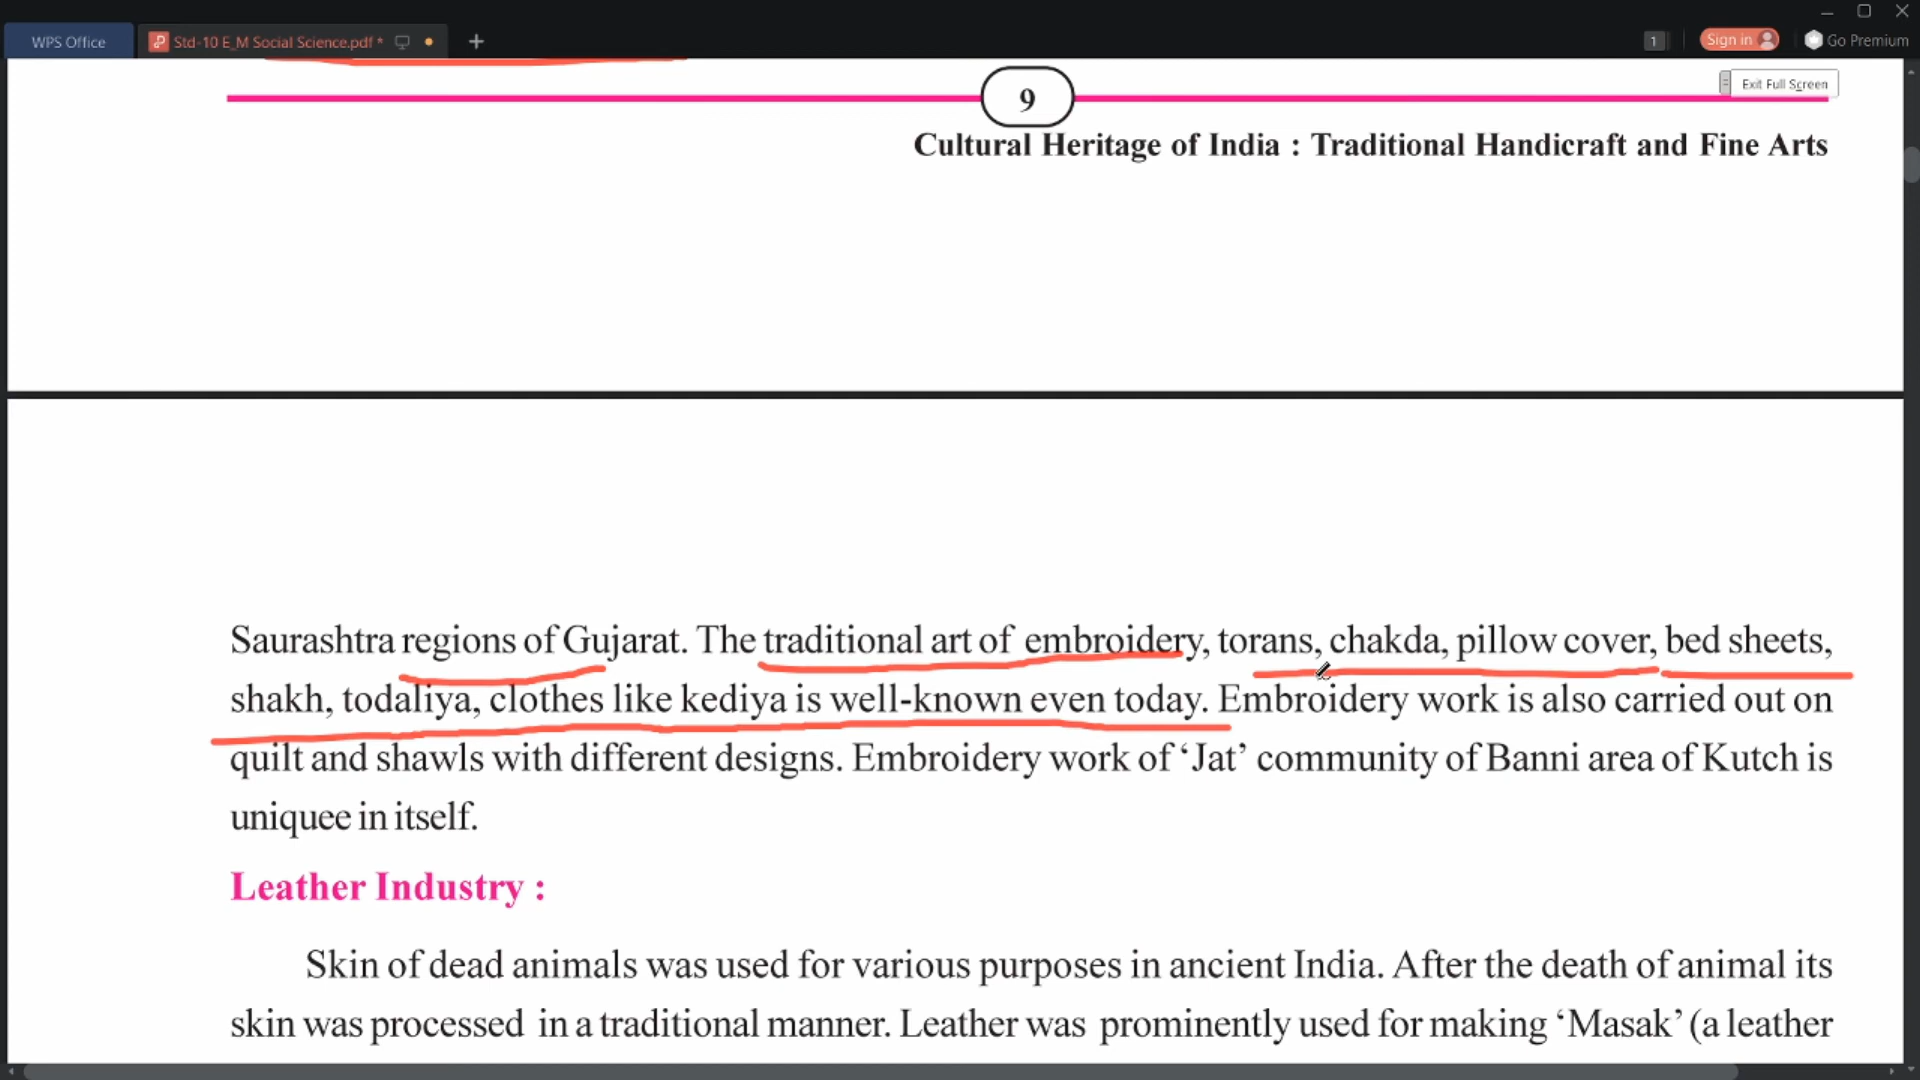 WPS Office
Std-10 E_M Social Science.pdf *
1
Sign in
Go Premium
Exit Full Screen
9
Cultural Heritage of India : Traditional Handicraft and Fine Arts
Saurashtra regions of Gujarat. The traditional art of embroidery, torans, chakda, pillow cover, bed sheets,
shakh, todaliya, clothes like kediya is well-known even today. Embroidery work is also carried out on
quilt and shawls with different designs. Embroidery work of ‘Jat’ community of Banni area of Kutch is
uniquee in itself.
Leather Industry :
Skin of dead animals was used for various purposes in ancient India. After the death of animal its
skin was processed in a traditional manner. Leather was prominently used for making ‘Masak’ (a leather